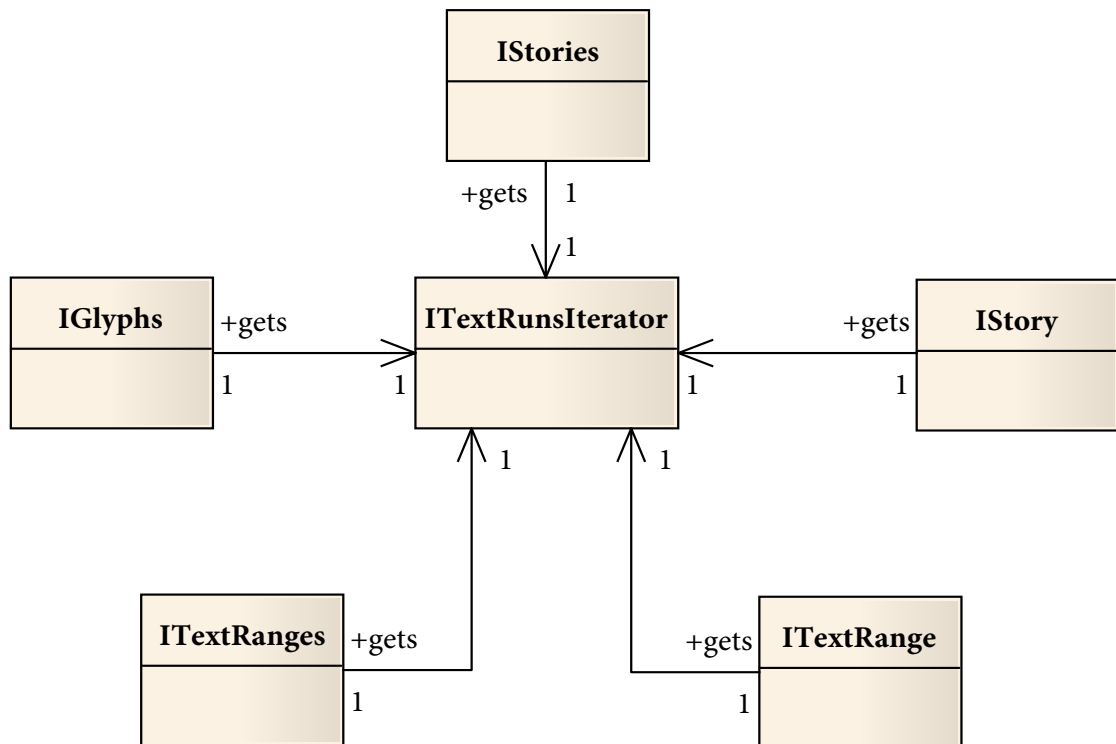 IStories
+gets 1
1
IGlyphs
+gets
1
1
ITextRunsIterator
+gets
1
1
IStory
1
1
ITextRanges
+gets
1
+gets
1
ITextRange